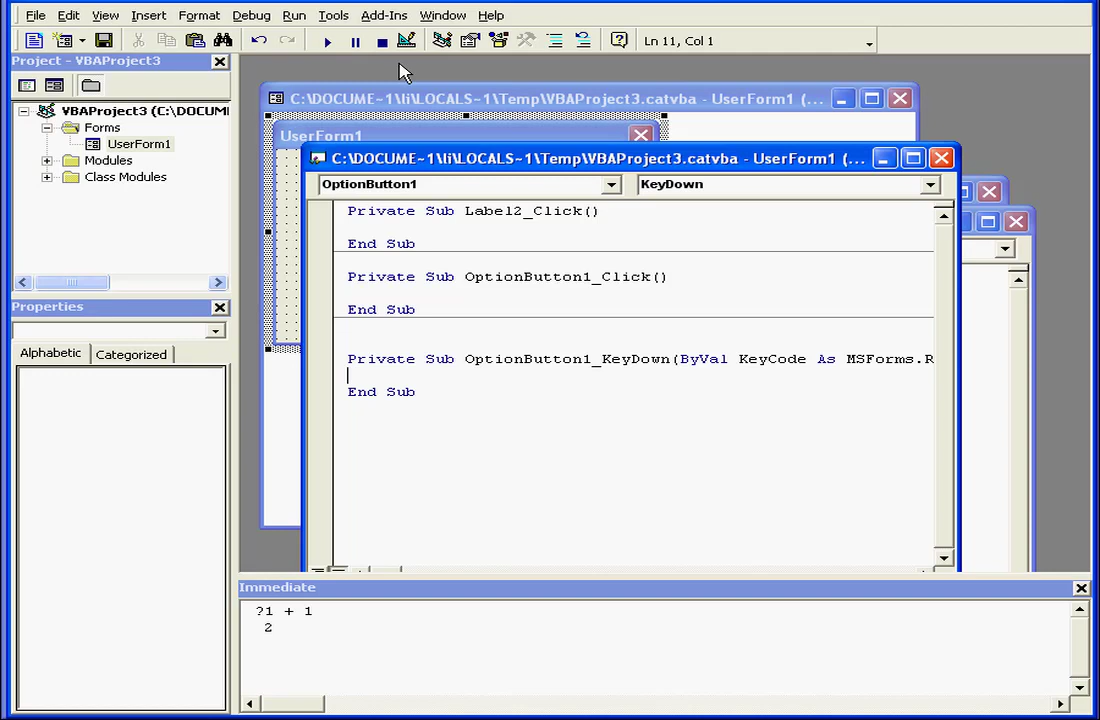 File Edit View Insert Format Debug Run Tools Add-Ins Window Help
Ln 11, Col 1
Project - VBAProject3
VBAProject3 (C:\DOCUM
Forms
UserForm1
Modules
Class Modules
Properties
Alphabetic Categorized
C:\DOCUME~1\li\LOCALS~1\Temp\VBAProject3.catvba - UserForm1 (...
UserForm1
C:\DOCUME~1\li\LOCALS~1\Temp\VBAProject3.catvba - UserForm1 (...
OptionButton1 KeyDown
Private Sub Label2_Click()
End Sub
Private Sub OptionButton1_Click()
End Sub
Private Sub OptionButton1_KeyDown(ByVal KeyCode As MSForms.R
End Sub
Immediate
?1 + 1
2